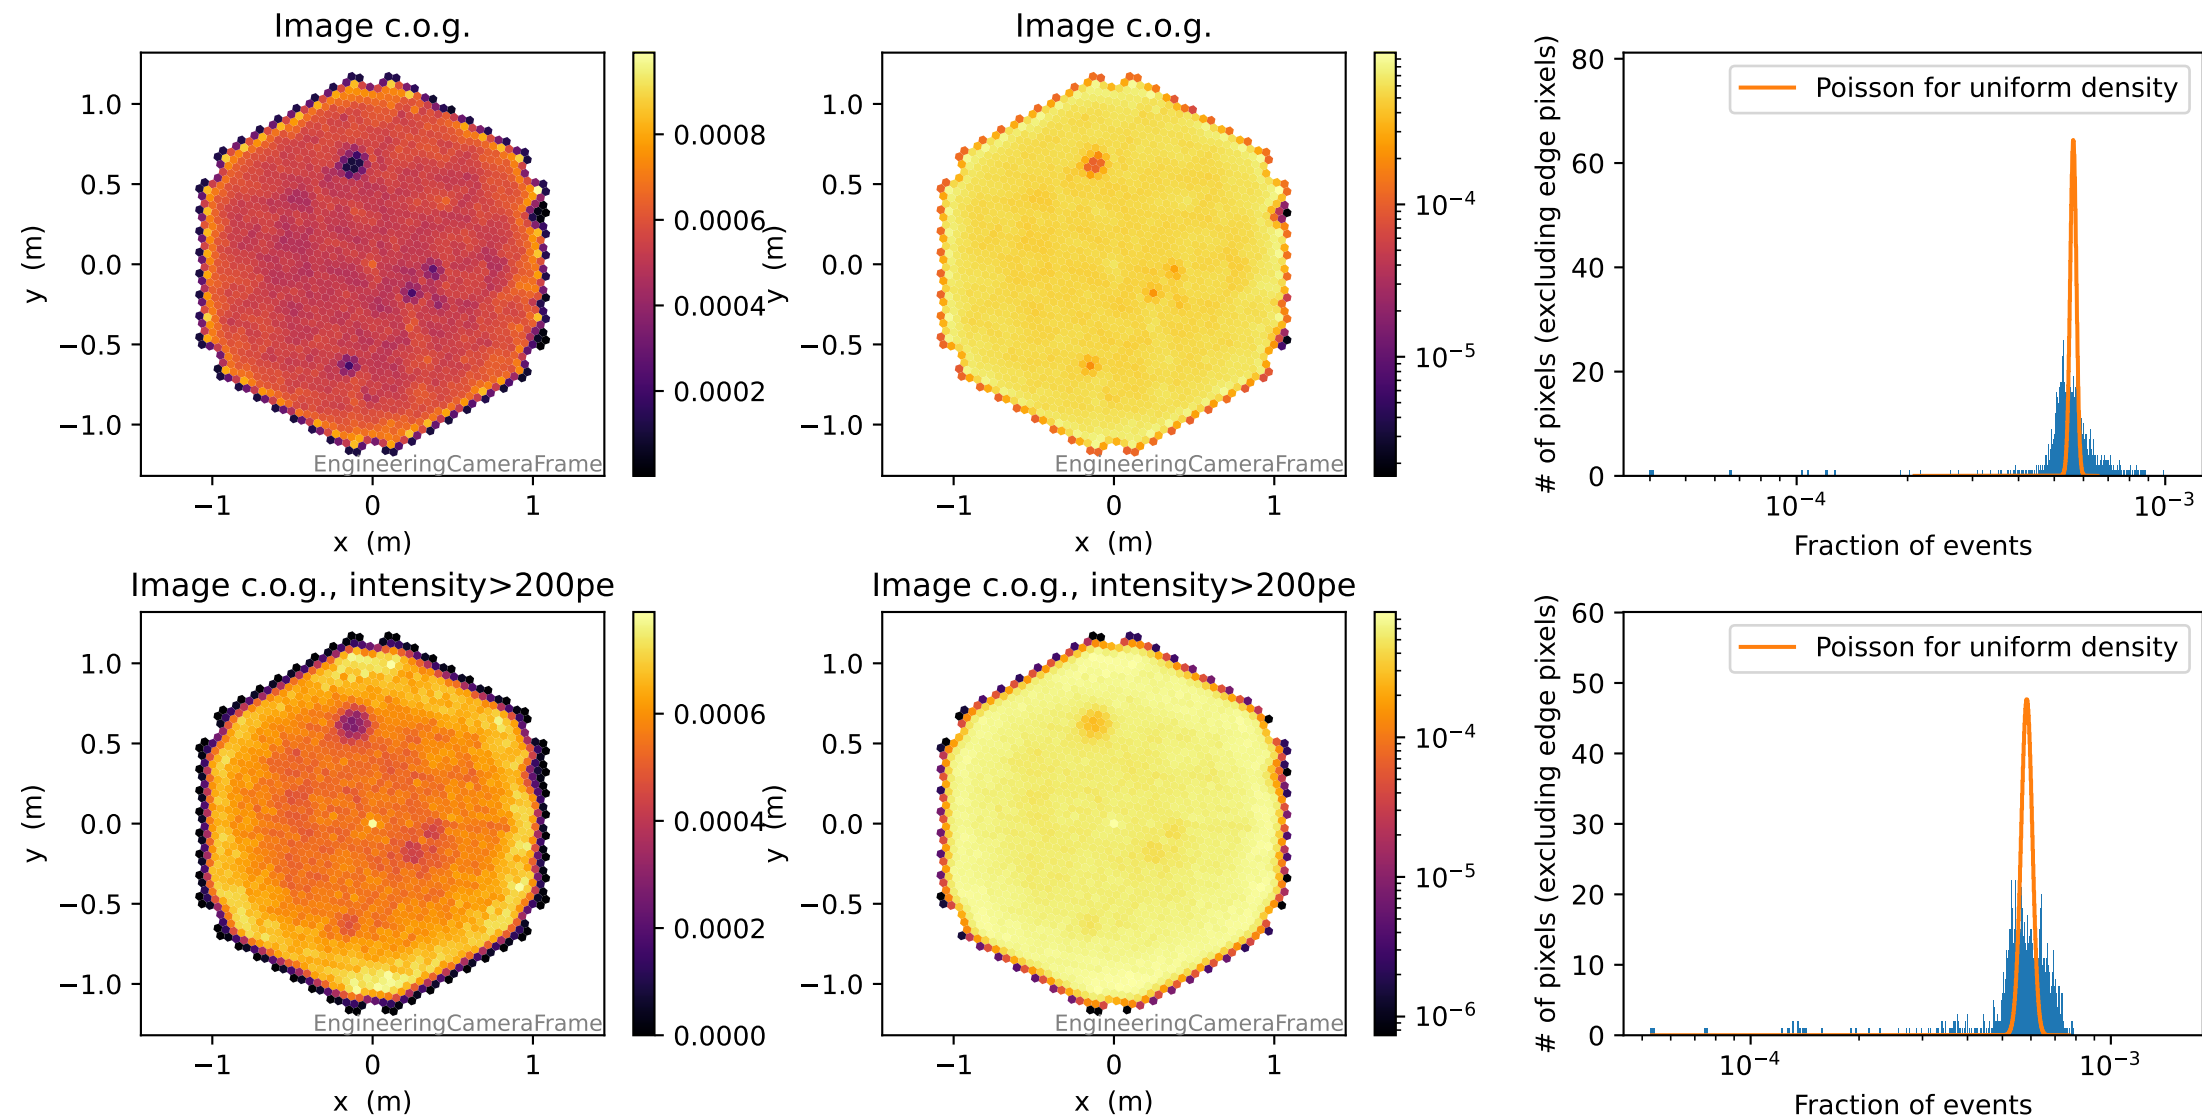 Image c.o.g.
1.0
0.5
0.0
−0.5
−1.0
y (m)
−1
0
1
x (m)
EngineeringCameraFrame
0.0008
0.0006
0.0004
0.0002
Image c.o.g.
1.0
0.5
0.0
−0.5
−1.0
y (m)
−1
0
1
x (m)
EngineeringCameraFrame
10−4
10−5
Poisson for uniform density
80
60
40
20
0
# of pixels (excluding edge pixels)
10−4
10−3
Fraction of events
Image c.o.g., intensity>200pe
1.0
0.5
0.0
−0.5
−1.0
y (m)
−1
0
1
x (m)
EngineeringCameraFrame
0.0006
0.0004
0.0002
0.0000
Image c.o.g., intensity>200pe
1.0
0.5
0.0
−0.5
−1.0
y (m)
−1
0
1
x (m)
EngineeringCameraFrame
10−4
10−5
10−6
Poisson for uniform density
60
50
40
30
20
10
0
# of pixels (excluding edge pixels)
10−4
10−3
Fraction of events